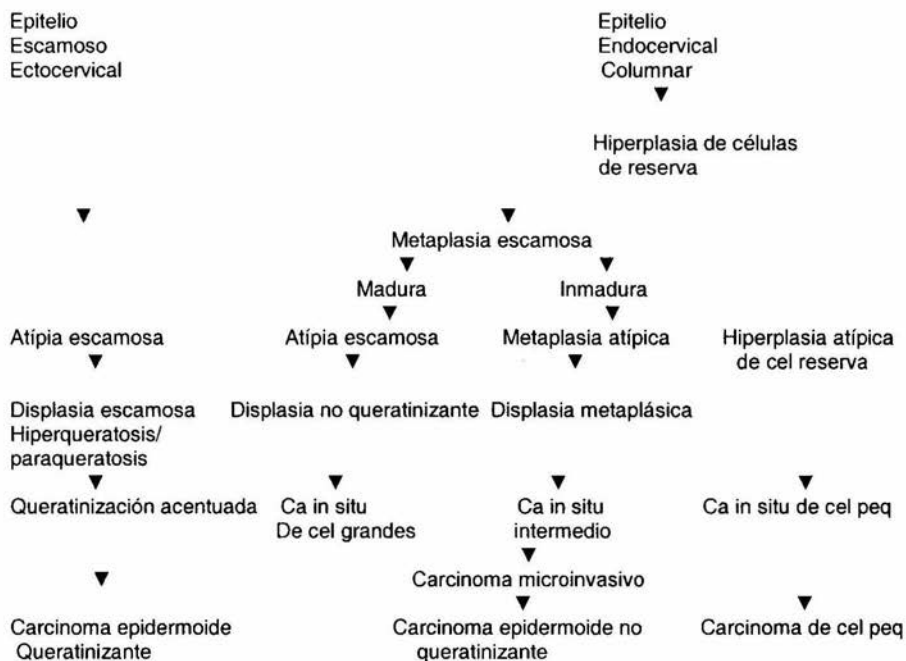 Epitelio
Escamoso
Ectocervical
Epitelio
Endocervical
Columnar
Hiperplasia de células
de reserva
Metaplasia escamosa
Madura
Inmadura
Atípia escamosa
Atípia escamosa
Metaplasia atípica
Hiperplasia atípica
de cel reserva
Displasia escamosa
Hiperqueratosis/
paraqueratosis
Displasia no queratinizante
Displasia metaplásica
Queratinización acentuada
Ca in situ
De cel grandes
Ca in situ
intermedio
Ca in situ de cel peq
Carcinoma microinvasivo
Carcinoma epidermoide
Queratinizante
Carcinoma epidermoide no
queratinizante
Carcinoma de cel peq